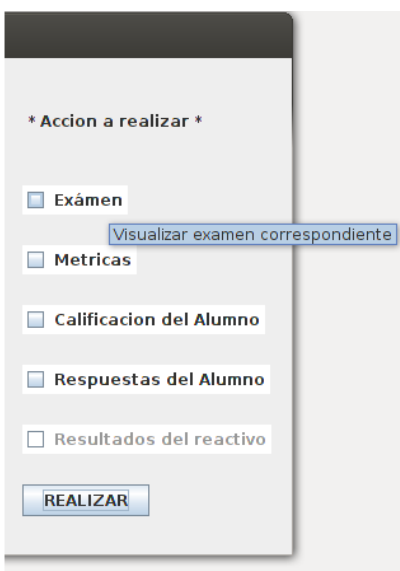 * Accion a realizar *
Exámen
Visualizar examen correspondiente
Metricas
Calificacion del Alumno
Respuestas del Alumno
Resultados del reactivo
REALIZAR